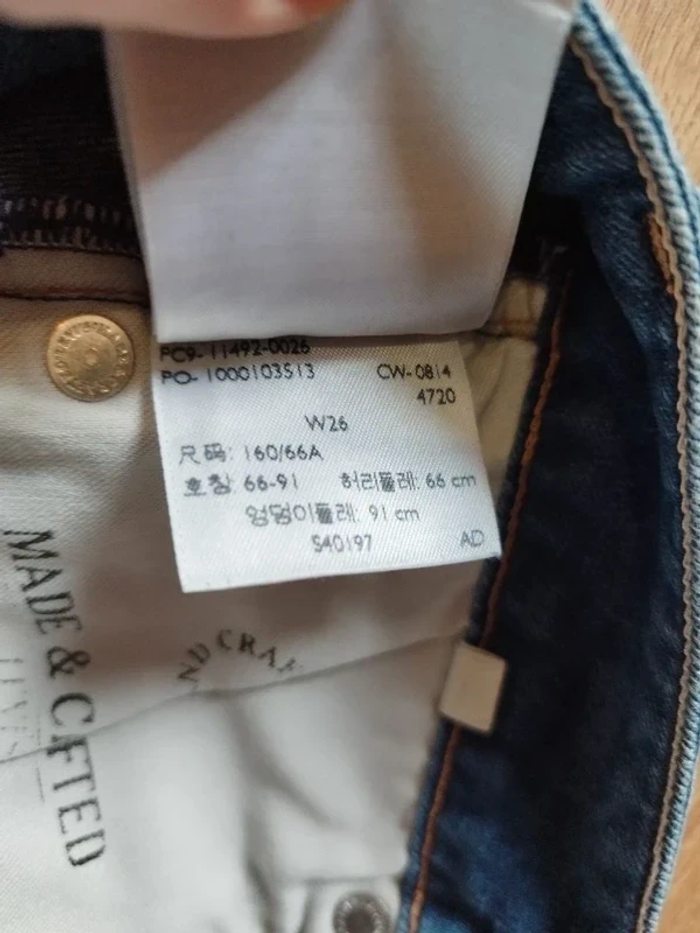 PC9- 11492-0026
PO- 1000103513 CW-0814
4720
W26
尺码: 160/66A
호칭 66-91 허리둘레: 66 cm
엉덩이둘레: 91 cm
S40197 AD
MADE & CRAFTED